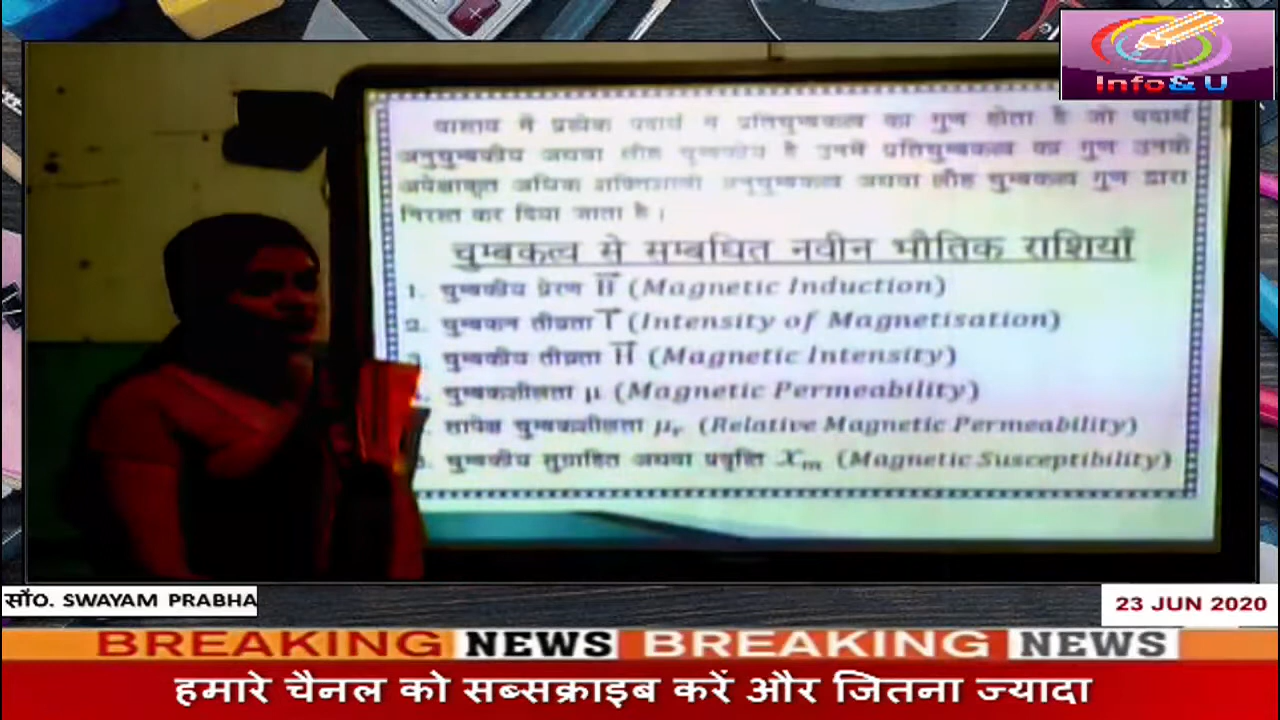 Info & U
वास्तव में प्रत्येक पदार्थ में प्रतिचुम्बकत्व का गुण होता है जो पदार्थ
अनुचुम्बकीय अथवा लौह चुम्बकीय है उनमें प्रतिचुम्बकत्व का गुण उनके
अपेक्षाकृत अधिक शक्तिशाली अनुचुम्बकत्व अथवा लौह चुम्बकत्व गुण द्वारा
निरस्त कर दिया जाता है।
चुम्बकत्व से सम्बधित नवीन भौतिक राशियाँ
1. चुम्बकीय प्रेरण B (Magnetic Induction)
2. चुम्बकन तीव्रता I (Intensity of Magnetisation)
चुम्बकीय तीव्रता H (Magnetic Intensity)
चुम्बकशीलता μ (Magnetic Permeability)
सापेक्ष चुम्बकशीलता μr (Relative Magnetic Permeability)
चुम्बकीय सुग्राहिता अथवा प्रवृत्ति Xm (Magnetic Susceptibility)
सौं0. SWAYAM PRABHA
23 JUN 2020
BREAKING NEWS BREAKING NEWS
हमारे चैनल को सब्सक्राइब करें और जितना ज्यादा